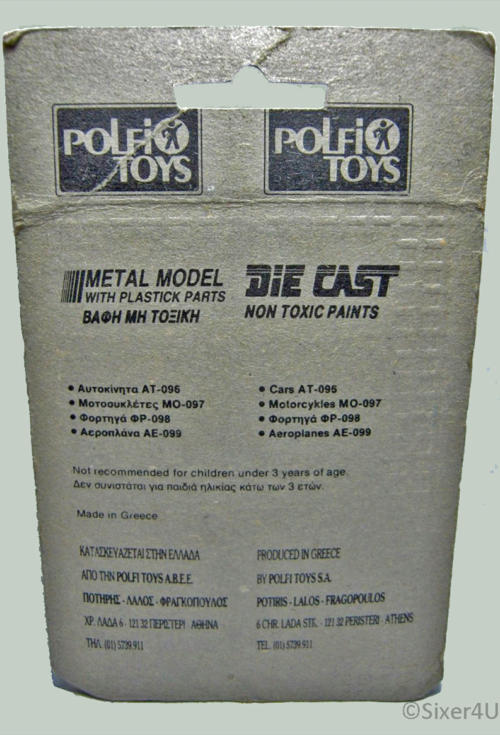 POLFi TOYS
POLFi TOYS
METAL MODEL
WITH PLASTICK PARTS
ΒΑΦΗ ΜΗ ΤΟΞΙΚΗ
DiE CAST
NON TOXIC PAINTS
• Αυτοκίνητα ΑΤ-096
• Μοτοσυκλέτες ΜΟ-097
• Φορτηγά ΦΡ-098
• Αεροπλάνα ΑΕ-099
• Cars AT-096
• Motorcykles MO-097
• Φορτηγά ΦΡ-098
• Aeroplanes AE-099
Not recommended for children under 3 years of age.
Δεν συνιστάται για παιδιά ηλικίας κάτω των 3 ετών.
Made in Greece
ΚΑΤΑΣΚΕΥΑΖΕΤΑΙ ΣΤΗΝ ΕΛΛΑΔΑ
ΑΠΟ ΤΗΝ POLFI TOYS Α.Β.Ε.Ε.
ΠΟΤΗΡΗΣ - ΛΑΛΟΣ - ΦΡΑΓΚΟΠΟΥΛΟΣ
ΧΡ. ΛΑΔΑ 6 - 121 32 ΠΕΡΙΣΤΕΡΙ - ΑΘΗΝΑ
ΤΗΛ. (01) 5739.911
PRODUCED IN GREECE
BY POLFI TOYS S.A.
POTIRIS - LALOS - FRAGOPOULOS
6 CHR. LADA STR. - 121 32 PERISTERI - ATHENS
TEL. (01) 5739.911
©Sixer4U